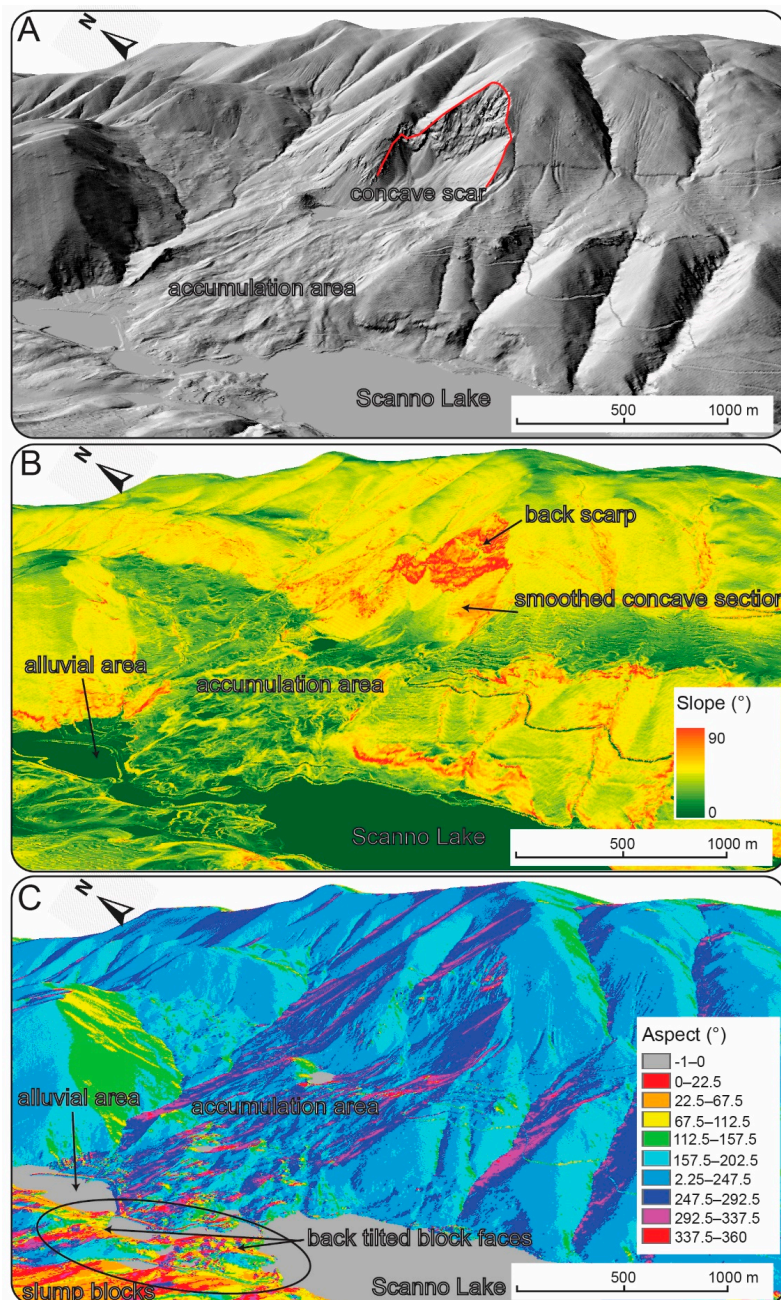 A
N
concave scar
accumulation area
Scanno Lake
500
1000 m
B
N
back scarp
smoothed concave section
alluvial area
accumulation area
Slope (°)
90
0
Scanno Lake
500
1000 m
C
N
Aspect (°)
-1–0
0–22.5
22.5–67.5
67.5–112.5
112.5–157.5
157.5–202.5
2.25–247.5
247.5–292.5
292.5–337.5
337.5–360
alluvial area
accumulation area
back tilted block faces
slump blocks
Scanno Lake
500
1000 m